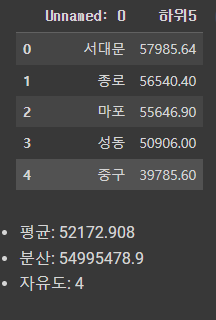 Unnamed: 0 하위5
0 서대문 57985.64
1 종로 56540.40
2 마포 55646.90
3 성동 50906.00
4 중구 39785.60
• 평균: 52172.908
• 분산: 54995478.9
• 자유도: 4